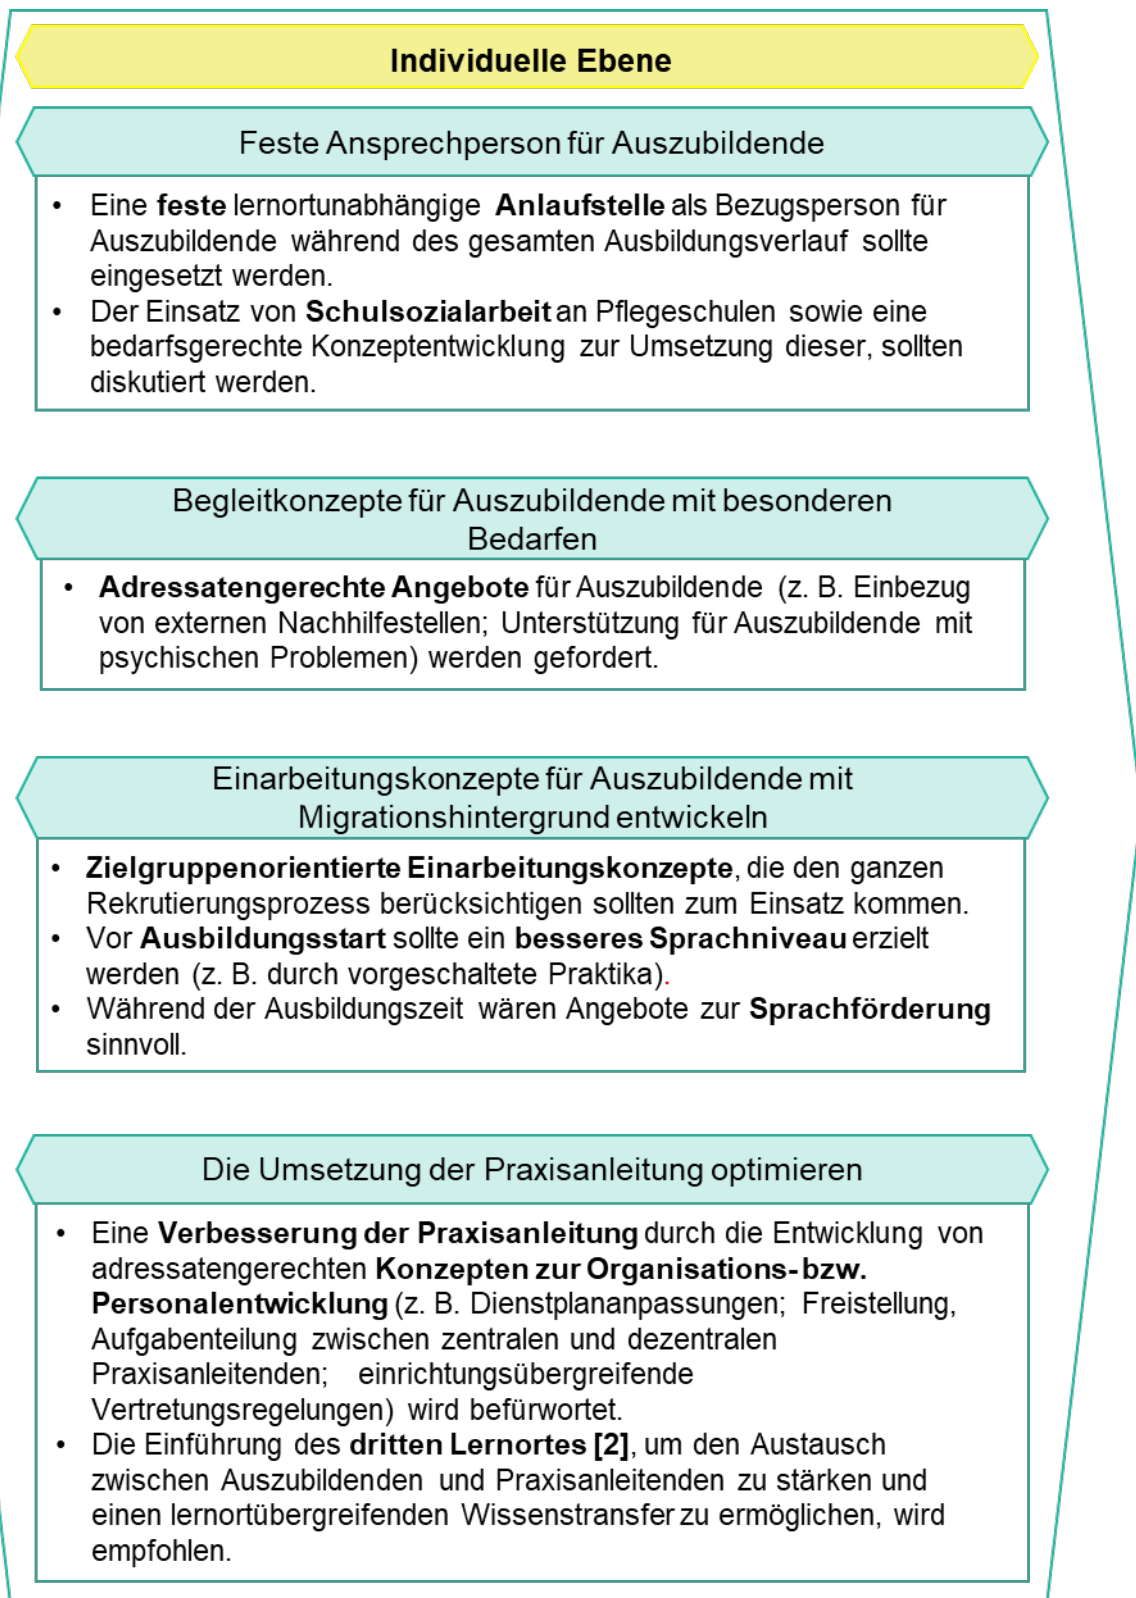 Individuelle Ebene
Feste Ansprechperson für Auszubildende
• Eine feste lernortunabhängige Anlaufstelle als Bezugsperson für
Auszubildende während des gesamten Ausbildungsverlauf sollte
eingesetzt werden.
• Der Einsatz von Schulsozialarbeit an Pflegeschulen sowie eine
bedarfsgerechte Konzeptentwicklung zur Umsetzung dieser, sollten
diskutiert werden.
Begleitkonzepte für Auszubildende mit besonderen
Bedarfen
• Adressatengerechte Angebote für Auszubildende (z. B. Einbezug
von externen Nachhilfestellen; Unterstützung für Auszubildende mit
psychischen Problemen) werden gefordert.
Einarbeitungskonzepte für Auszubildende mit
Migrationshintergrund entwickeln
• Zielgruppenorientierte Einarbeitungskonzepte, die den ganzen
Rekrutierungsprozess berücksichtigen sollten zum Einsatz kommen.
• Vor Ausbildungsstart sollte ein besseres Sprachniveau erzielt
werden (z. B. durch vorgeschaltete Praktika).
• Während der Ausbildungszeit wären Angebote zur Sprachförderung
sinnvoll.
Die Umsetzung der Praxisanleitung optimieren
• Eine Verbesserung der Praxisanleitung durch die Entwicklung von
adressatengerechten Konzepten zur Organisations- bzw.
Personalentwicklung (z. B. Dienstplananpassungen; Freistellung,
Aufgabenteilung zwischen zentralen und dezentralen
Praxisanleitenden; einrichtungsübergreifende
Vertretungsregelungen) wird befürwortet.
• Die Einführung des dritten Lernortes [2], um den Austausch
zwischen Auszubildenden und Praxisanleitenden zu stärken und
einen lernortübergreifenden Wissenstransfer zu ermöglichen, wird
empfohlen.